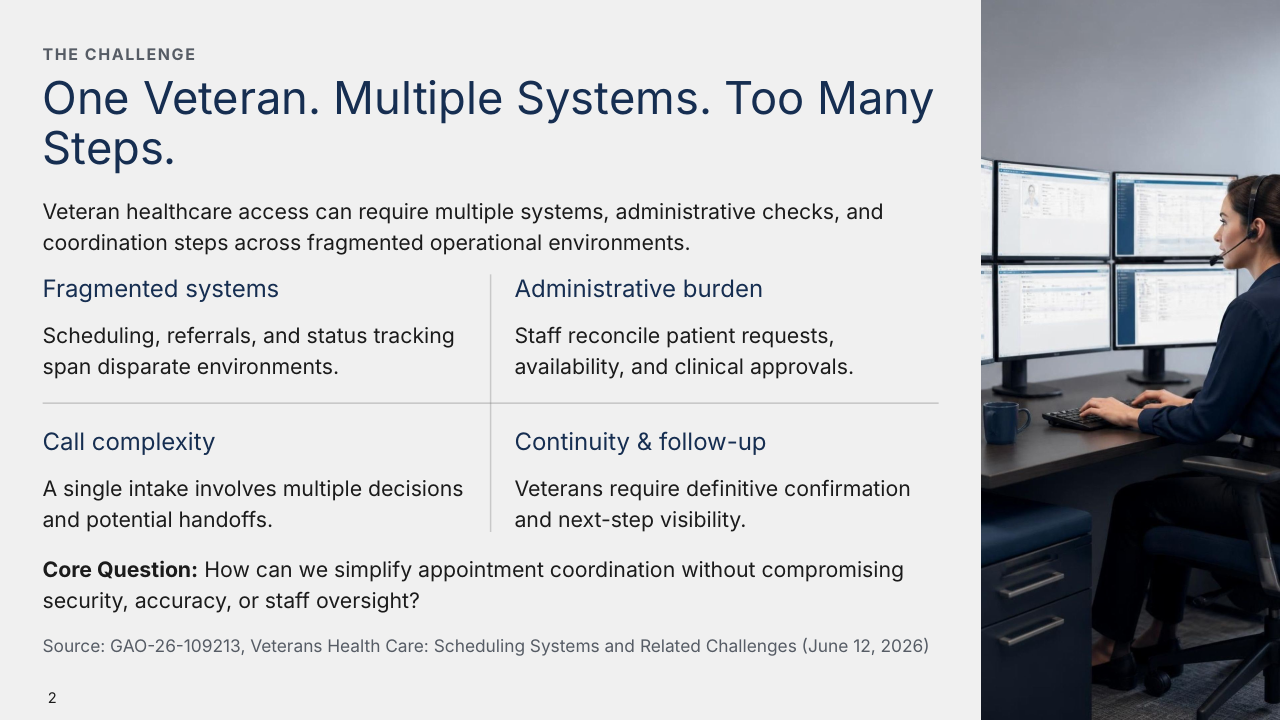 THE CHALLENGE
One Veteran. Multiple Systems. Too Many
Steps.
Veteran healthcare access can require multiple systems, administrative checks, and
coordination steps across fragmented operational environments.
Fragmented systems
Scheduling, referrals, and status tracking
span disparate environments.
Administrative burden
Staff reconcile patient requests,
availability, and clinical approvals.
Call complexity
A single intake involves multiple decisions
and potential handoffs.
Continuity & follow-up
Veterans require definitive confirmation
and next-step visibility.
Core Question: How can we simplify appointment coordination without compromising
security, accuracy, or staff oversight?
Source: GAO-26-109213, Veterans Health Care: Scheduling Systems and Related Challenges (June 12, 2026)
2